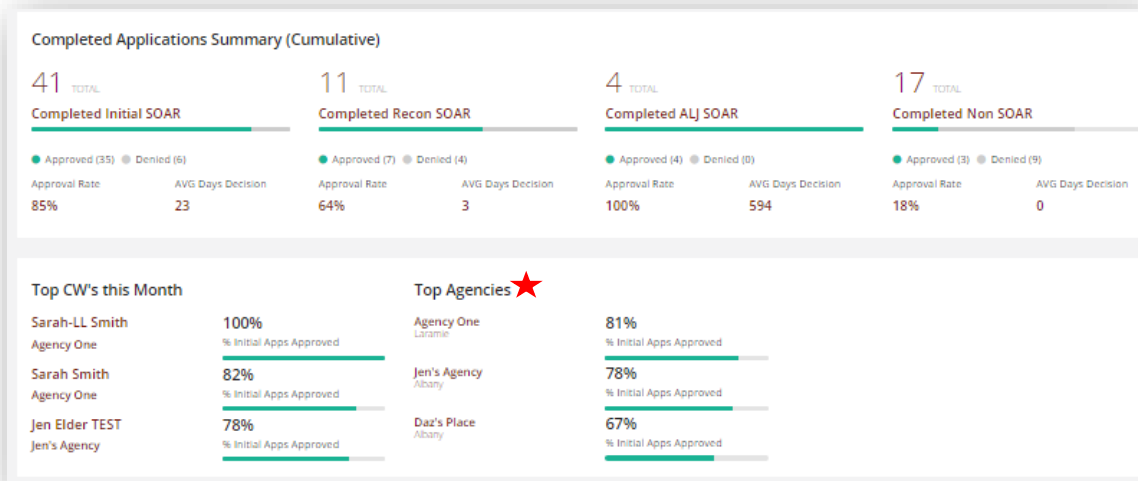 Completed Applications Summary (Cumulative)
41 TOTAL
Completed Initial SOAR
Approved (35) Denied (6)
Approval Rate AVG Days Decision
85% 23
11 TOTAL
Completed Recon SOAR
Approved (7) Denied (4)
Approval Rate AVG Days Decision
64% 3
4 TOTAL
Completed ALJ SOAR
Approved (4) Denied (0)
Approval Rate AVG Days Decision
100% 594
17 TOTAL
Completed Non SOAR
Approved (3) Denied (9)
Approval Rate AVG Days Decision
18% 0
Top CW's this Month
Sarah-LL Smith 100%
Agency One % Initial Apps Approved
Sarah Smith 82%
Agency One % Initial Apps Approved
Jen Elder TEST 78%
Jen's Agency % Initial Apps Approved
Top Agencies
Agency One 81%
Laramie % Initial Apps Approved
Jen's Agency 78%
Albany % Initial Apps Approved
Daz's Place 67%
Albany % Initial Apps Approved